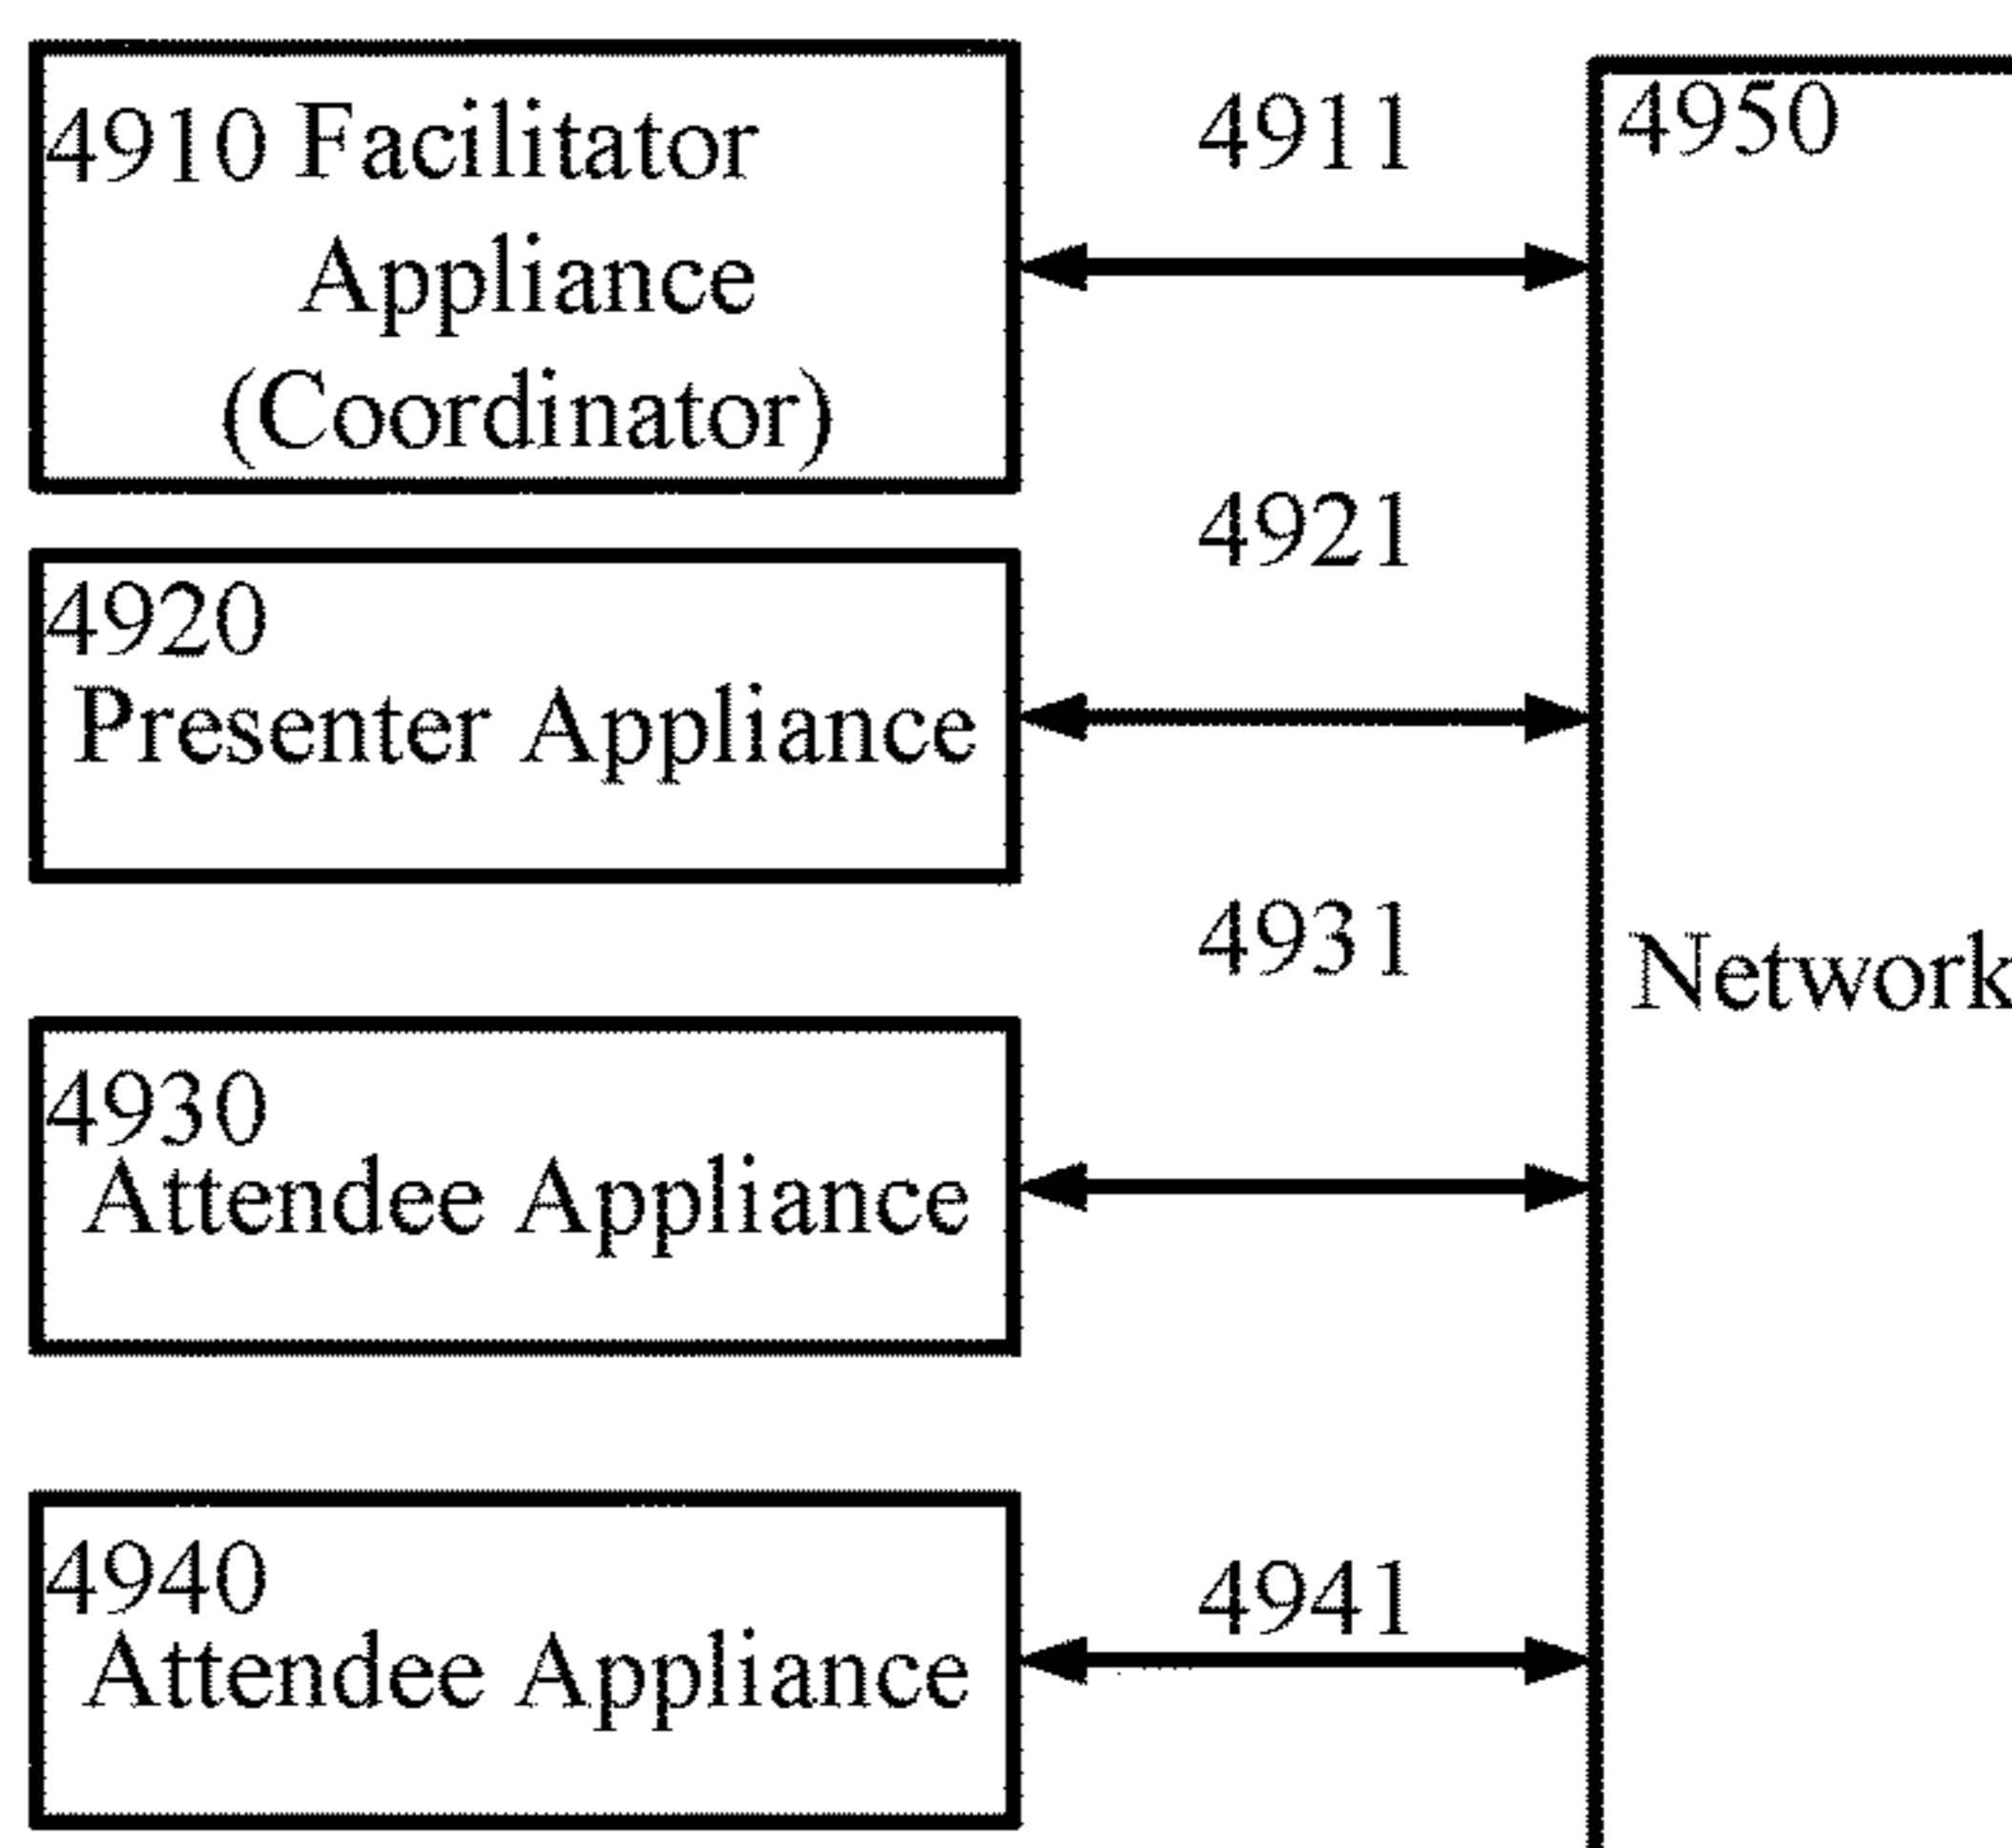 4910 Facilitator
Appliance
(Coordinator)
4911
4950
4921
4920
Presenter Appliance
4931
Network
4930
Attendee Appliance
4940
Attendee Appliance
4941